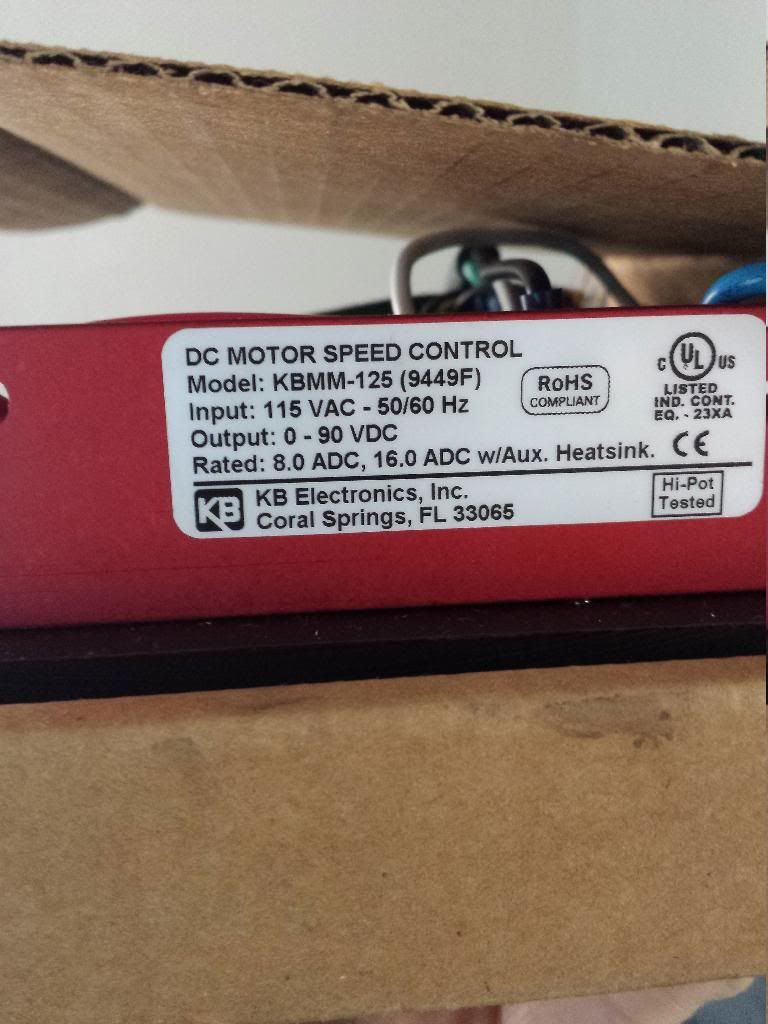 DC MOTOR SPEED CONTROL
Model: KBMM-125 (9449F)
Input: 115 VAC - 50/60 Hz
Output: 0 - 90 VDC
Rated: 8.0 ADC, 16.0 ADC w/Aux. Heatsink.
RoHS
COMPLIANT
C UL US
LISTED
IND. CONT.
EQ. - 23XA
CE
KB
KB Electronics, Inc.
Coral Springs, FL 33065
Hi-Pot
Tested